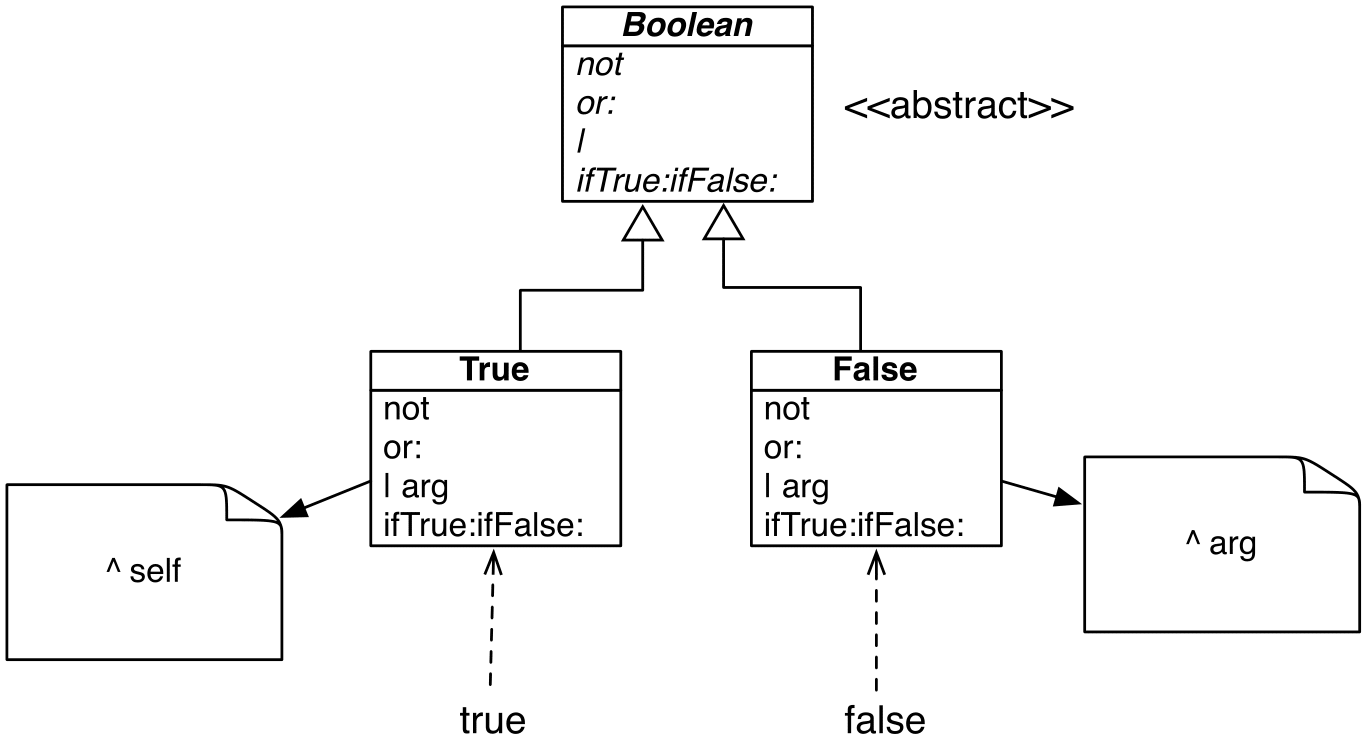 Boolean
not
or:
|
ifTrue:ifFalse:
<<abstract>>
True
not
or:
| arg
ifTrue:ifFalse:
False
not
or:
| arg
ifTrue:ifFalse:
^ self
^ arg
true
false